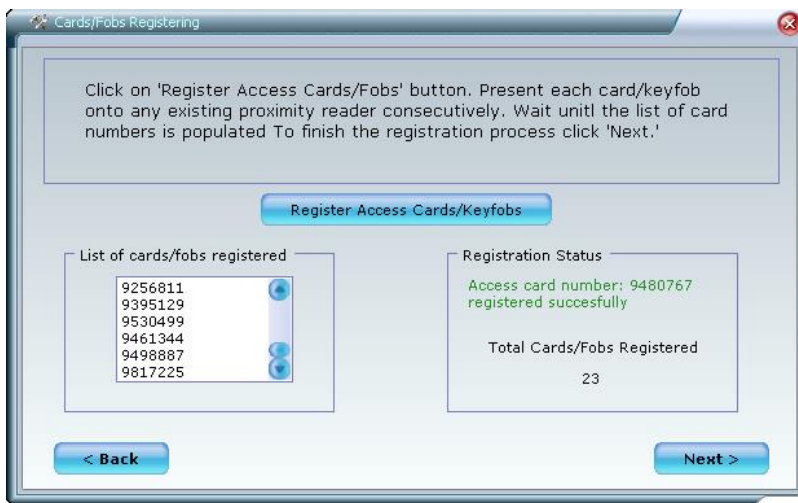 Cards/Fobs Registering
Click on 'Register Access Cards/Fobs' button. Present each card/keyfob
onto any existing proximity reader consecutively. Wait unitl the list of card
numbers is populated To finish the registration process click 'Next.'
Register Access Cards/Keyfobs
List of cards/fobs registered
9256811
9395129
9530499
9461344
9498887
9817225
Registration Status
Access card number: 9480767
registered succesfully
Total Cards/Fobs Registered
23
< Back
Next >